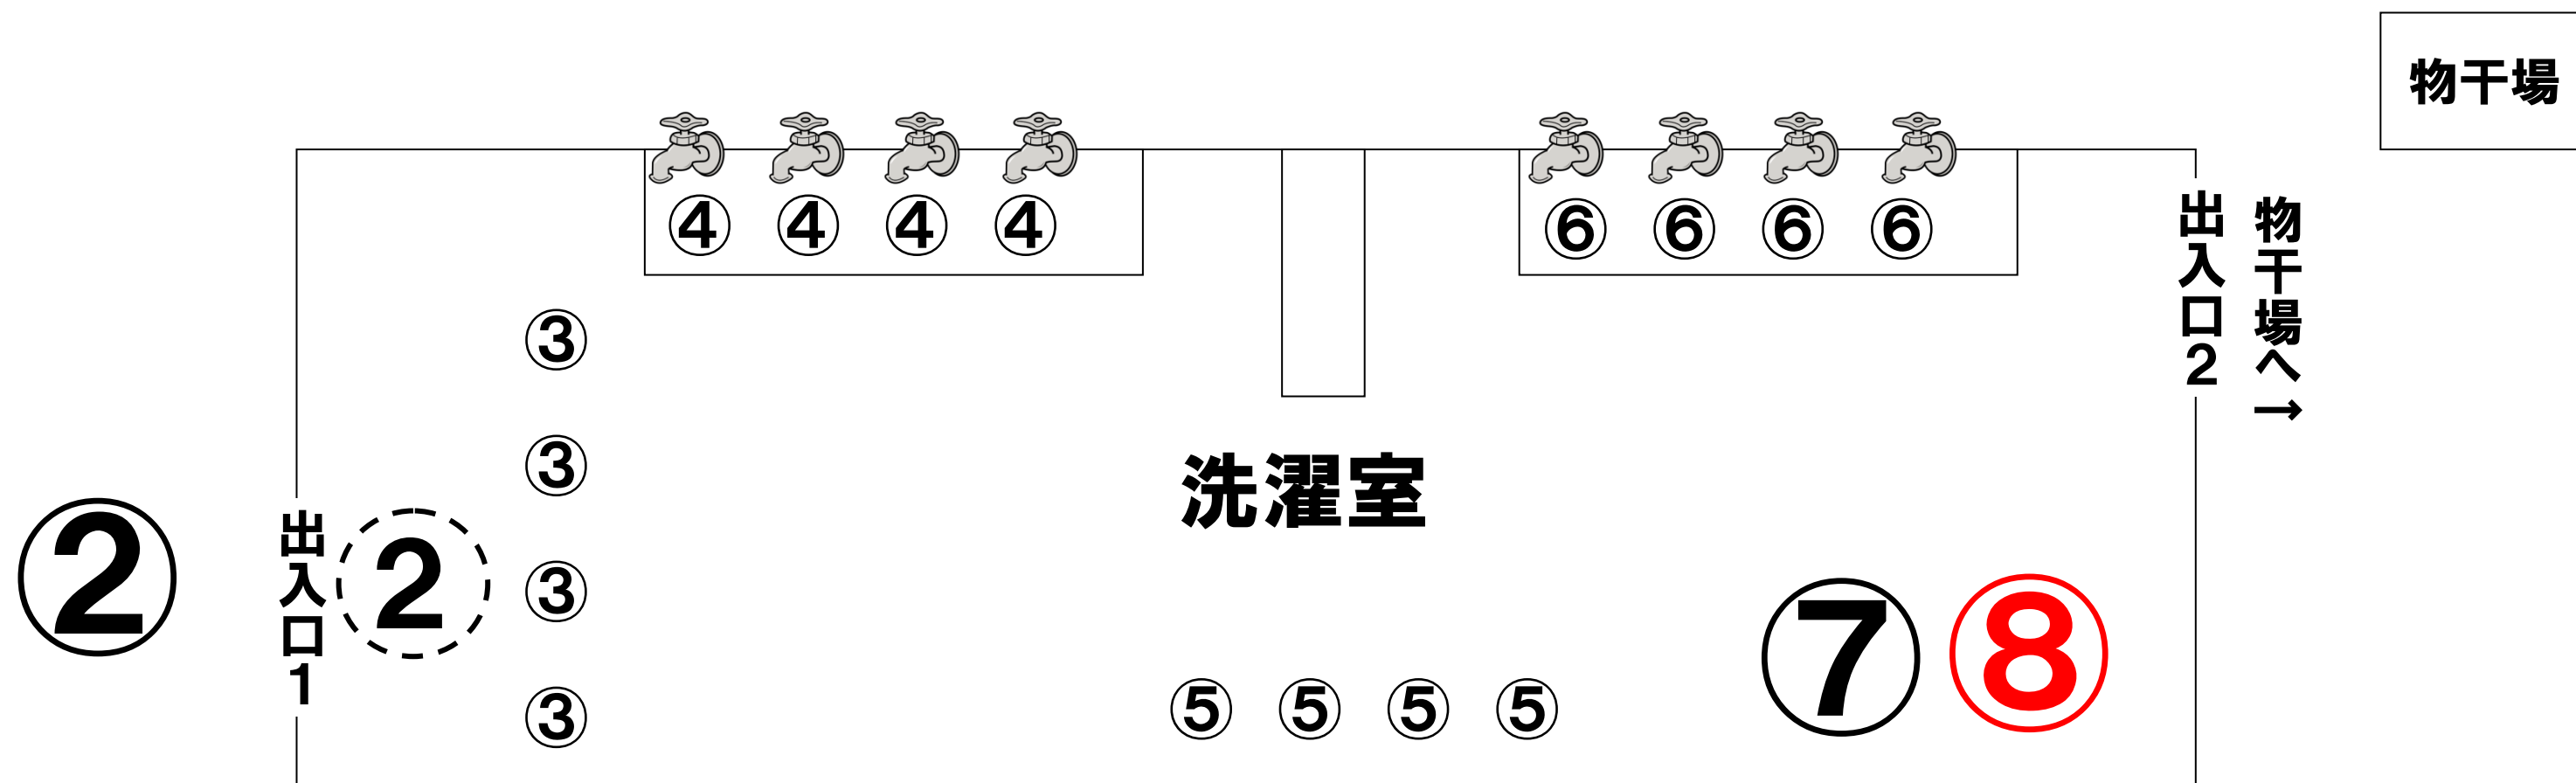 物干場
④ ④ ④ ④
⑥ ⑥ ⑥ ⑥
出入口2
物干場へ→
③
③
洗濯室
②
出入口1
②
③
⑦
⑧
⑤ ⑤ ⑤ ⑤
③